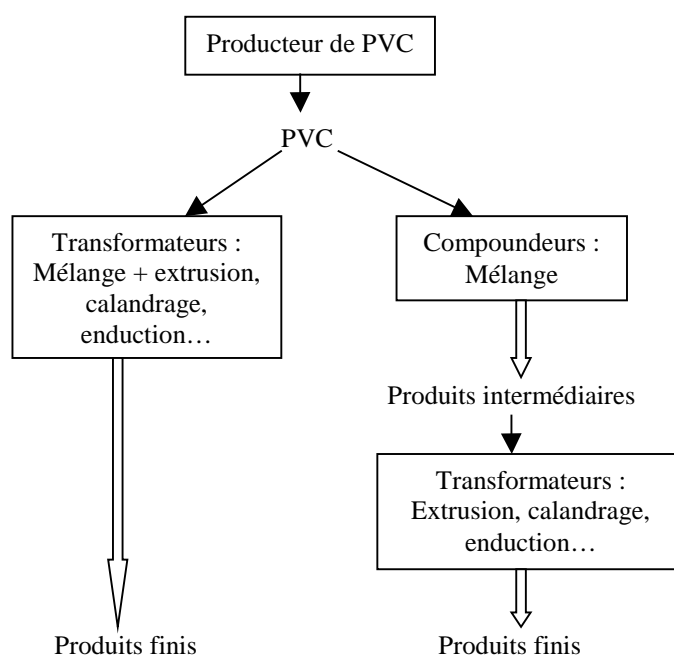 Producteur de PVC
PVC
Transformateurs :
Mélange + extrusion,
calandrage,
enduction…
Compoundeurs :
Mélange
Produits intermédiaires
Transformateurs :
Extrusion, calandrage,
enduction…
Produits finis
Produits finis